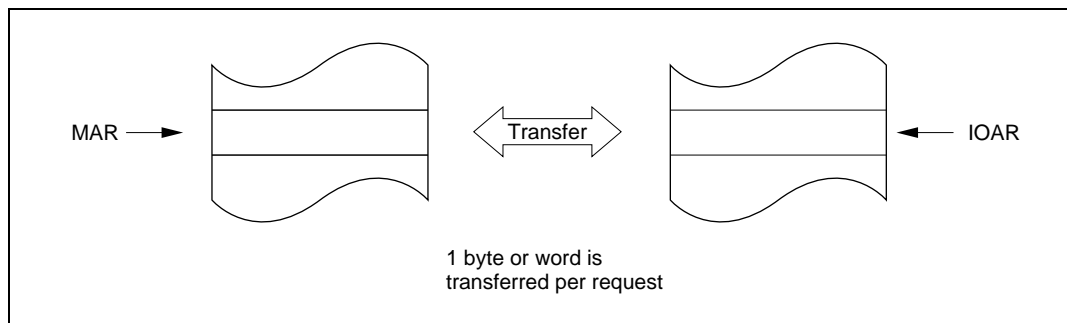 MAR
Transfer
IOAR
1 byte or word is
transferred per request